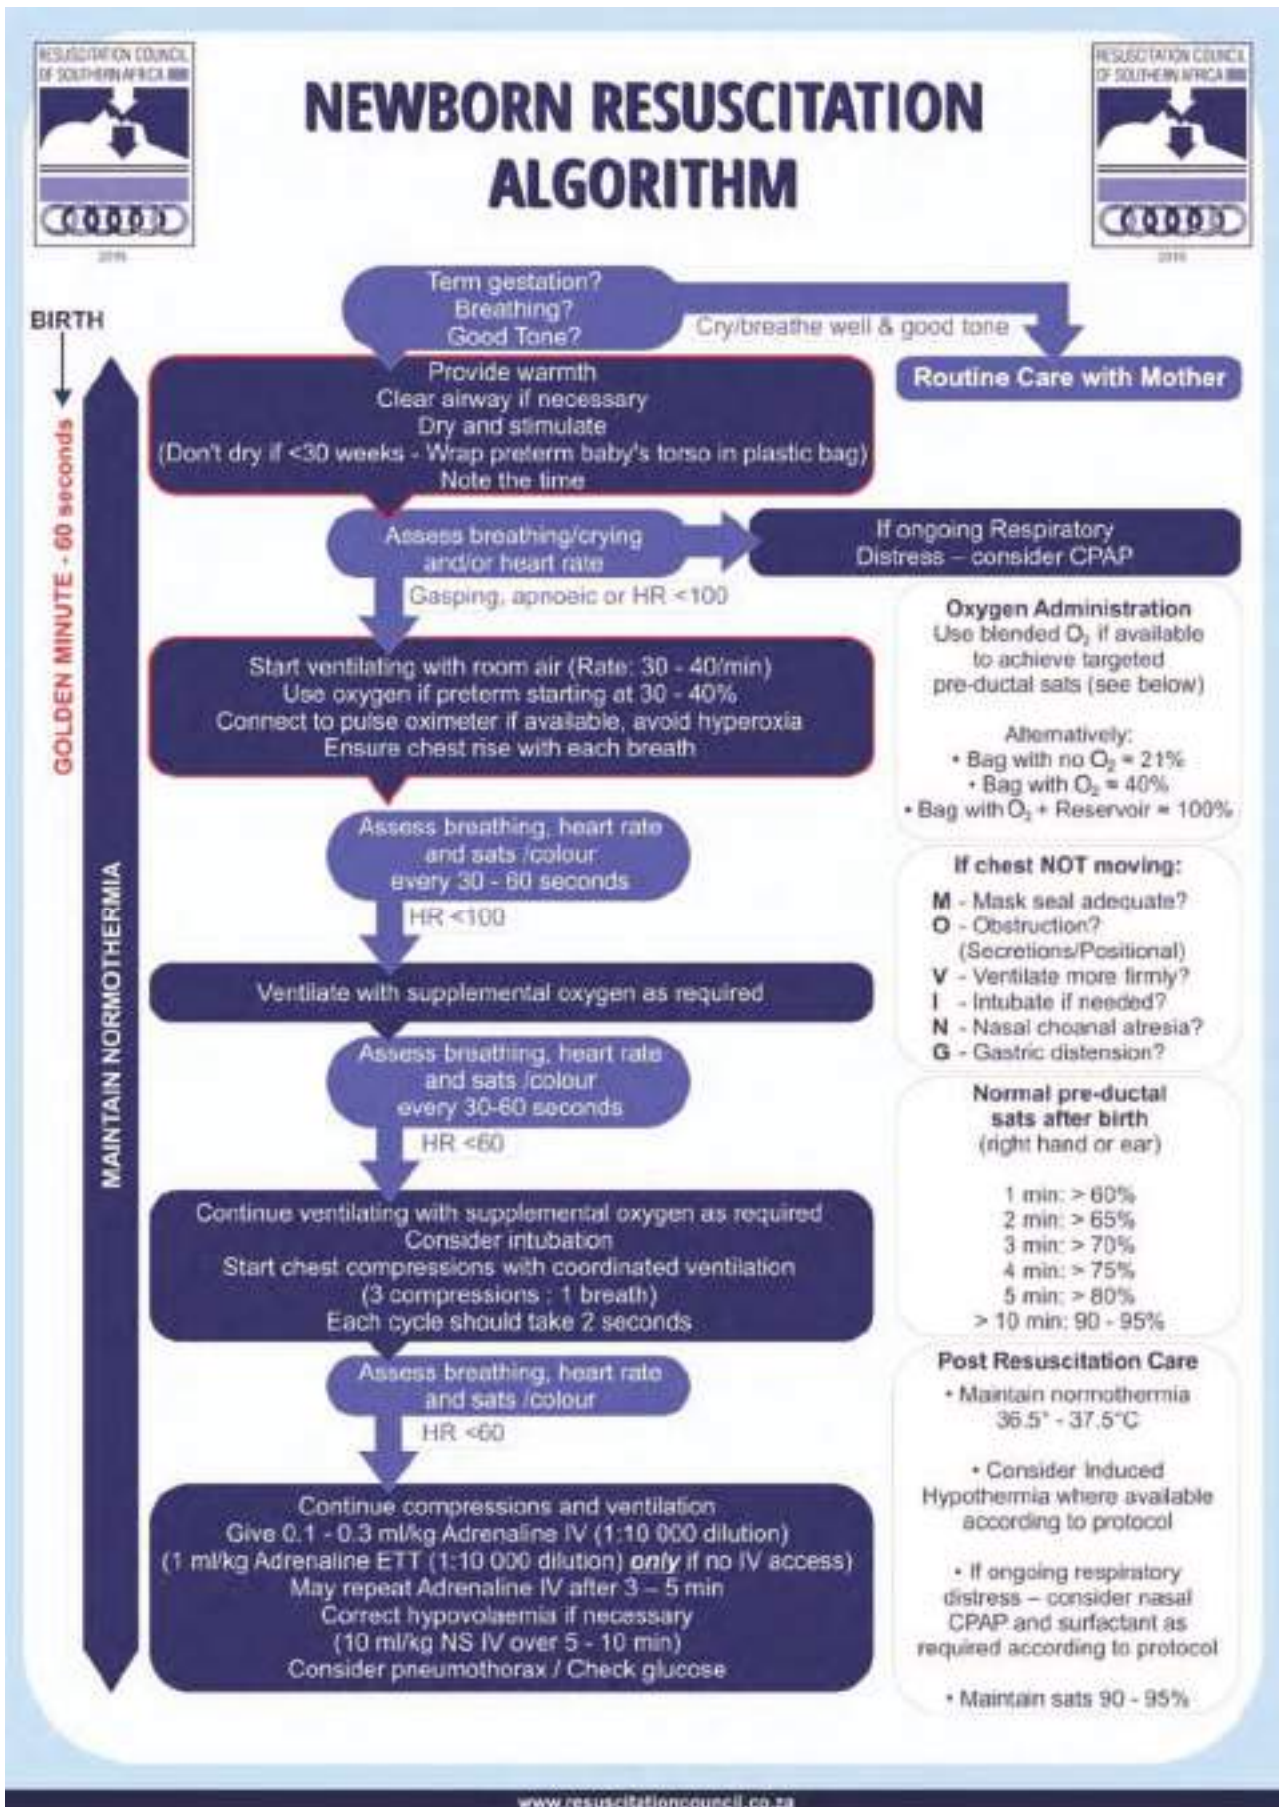 RESUSCITATION COUNCIL
OF SOUTHERN AFRICA
RESUSCITATION COUNCIL
OF SOUTHERN AFRICA
NEWBORN RESUSCITATION
ALGORITHM
BIRTH
GOLDEN MINUTE - 60 seconds
MAINTAIN NORMOTHERMIA
Term gestation?
Breathing?
Good Tone?
Cry/breathe well & good tone
Routine Care with Mother
Provide warmth
Clear airway if necessary
Dry and stimulate
(Don't dry if <30 weeks - Wrap preterm baby's torso in plastic bag)
Note the time
Assess breathing/crying
and/or heart rate
If ongoing Respiratory
Distress – consider CPAP
Gasping, apnoeic or HR <100
Start ventilating with room air (Rate: 30 - 40/min)
Use oxygen if preterm starting at 30 - 40%
Connect to pulse oximeter if available, avoid hyperoxia
Ensure chest rise with each breath
Assess breathing, heart rate
and sats /colour
every 30 - 60 seconds
HR <100
Ventilate with supplemental oxygen as required
Assess breathing, heart rate
and sats /colour
every 30-60 seconds
HR <60
Continue ventilating with supplemental oxygen as required
Consider intubation
Start chest compressions with coordinated ventilation
(3 compressions : 1 breath)
Each cycle should take 2 seconds
Assess breathing, heart rate
and sats /colour
HR <60
Continue compressions and ventilation
Give 0.1 - 0.3 ml/kg Adrenaline IV (1:10 000 dilution)
(1 ml/kg Adrenaline ETT (1:10 000 dilution) only if no IV access)
May repeat Adrenaline IV after 3 – 5 min
Correct hypovolaemia if necessary
(10 ml/kg NS IV over 5 - 10 min)
Consider pneumothorax / Check glucose
Oxygen Administration
Use blended O₂ if available
to achieve targeted
pre-ductal sats (see below)
Alternatively:
• Bag with no O₂ = 21%
• Bag with O₂ = 40%
• Bag with O₂ + Reservoir = 100%
If chest NOT moving:
M - Mask seal adequate?
O - Obstruction?
(Secretions/Positional)
V - Ventilate more firmly?
I - Intubate if needed?
N - Nasal choanal atresia?
G - Gastric distension?
Normal pre-ductal
sats after birth
(right hand or ear)
1 min: > 60%
2 min: > 65%
3 min: > 70%
4 min: > 75%
5 min: > 80%
> 10 min: 90 - 95%
Post Resuscitation Care
• Maintain normothermia
36.5° - 37.5°C
• Consider Induced
Hypothermia where available
according to protocol
• If ongoing respiratory
distress – consider nasal
CPAP and surfactant as
required according to protocol
• Maintain sats 90 - 95%
www.resuscitationcouncil.co.za